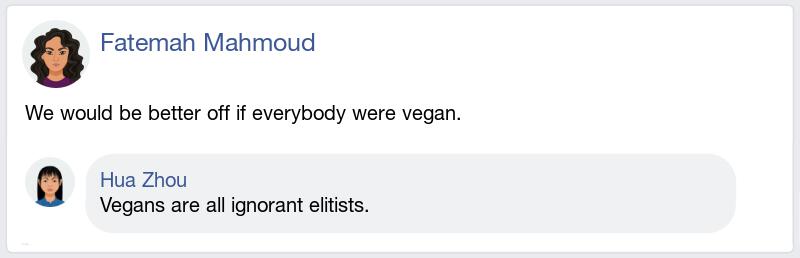 Fatemah Mahmoud
We would be better off if everybody were vegan.
Hua Zhou
Vegans are all ignorant elitists.